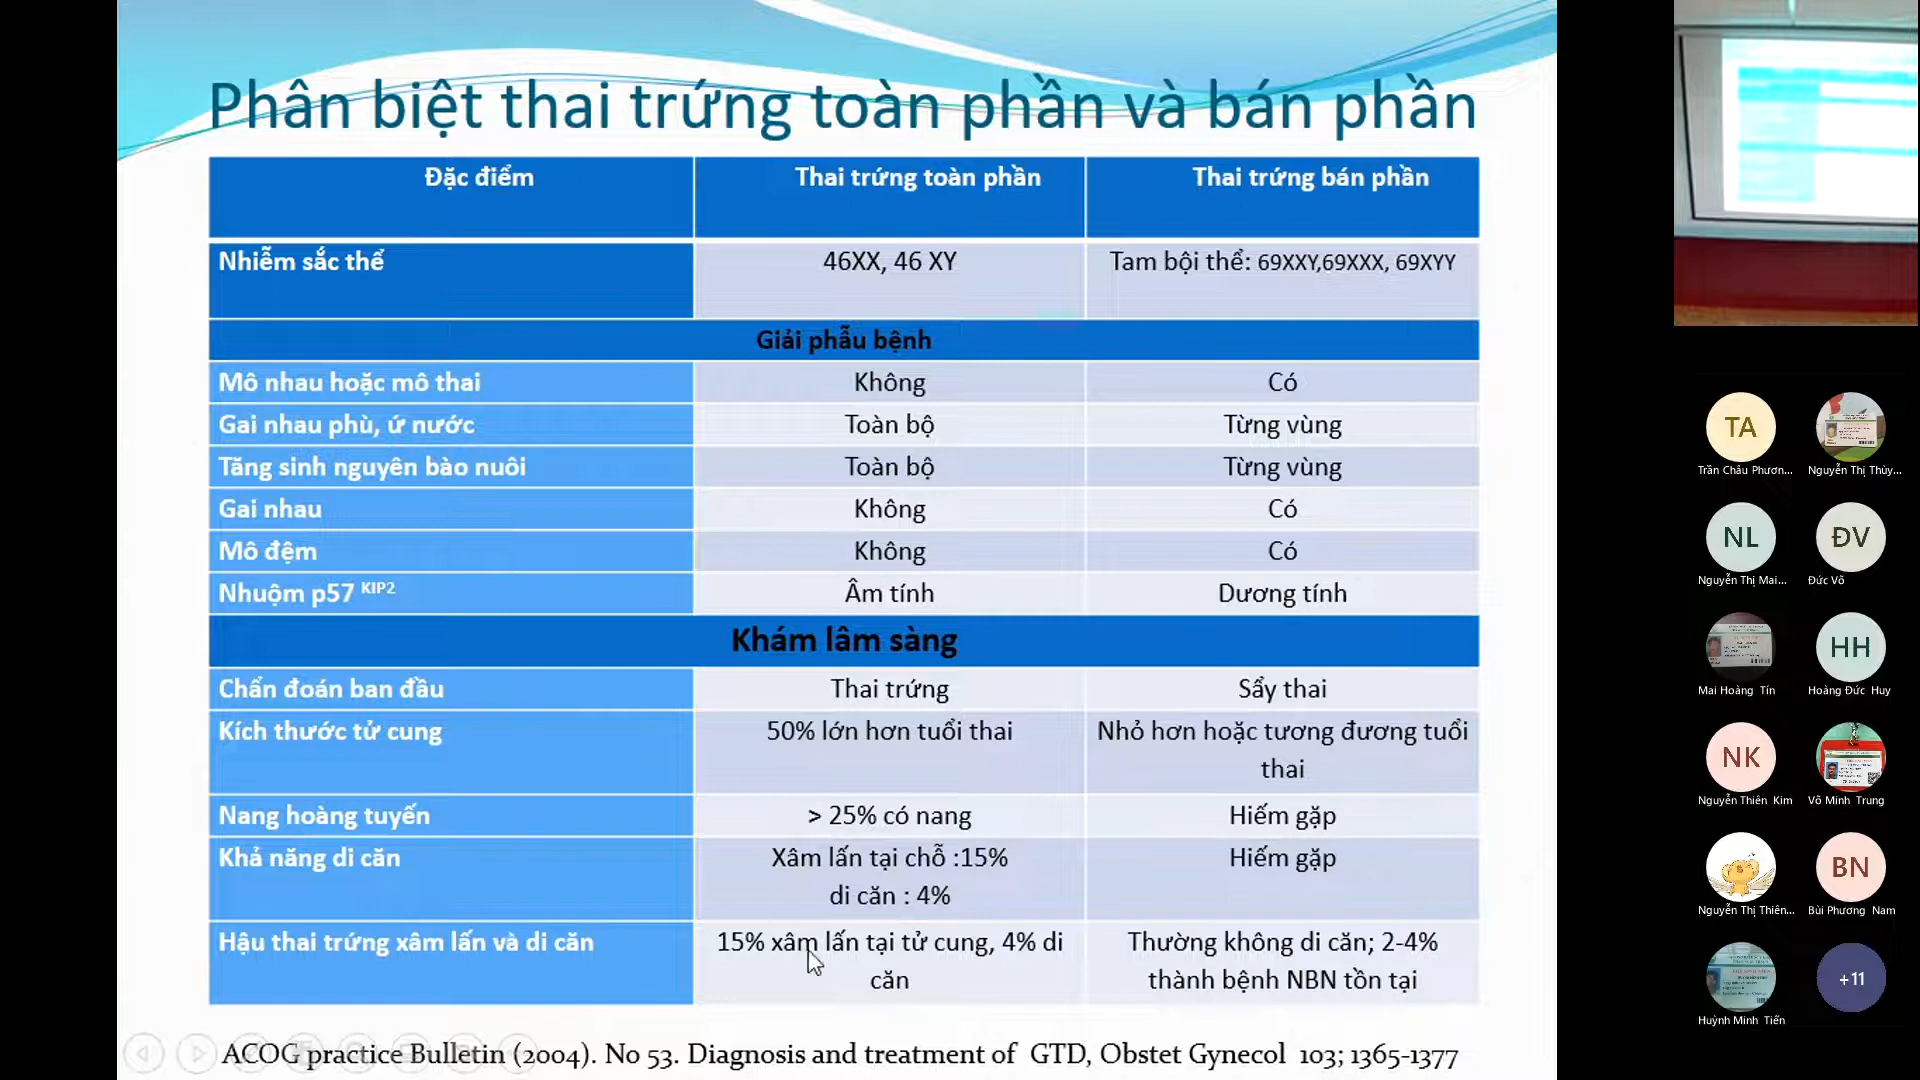 Phân biệt thai trứng toàn phần và bán phần
Đặc điểm Thai trứng toàn phần Thai trứng bán phần
Nhiễm sắc thể 46XX, 46 XY Tam bội thể: 69XXY,69XXX, 69XYY
Giải phẫu bệnh
Mô nhau hoặc mô thai Không Có
Gai nhau phù, ứ nước Toàn bộ Từng vùng
Tăng sinh nguyên bào nuôi Toàn bộ Từng vùng
Gai nhau Không Có
Mô đệm Không Có
Nhuộm p57 KIP2 Âm tính Dương tính
Khám lâm sàng
Chẩn đoán ban đầu Thai trứng Sẩy thai
Kích thước tử cung 50% lớn hơn tuổi thai Nhỏ hơn hoặc tương đương tuổi
thai
Nang hoàng tuyến > 25% có nang Hiếm gặp
Khả năng di căn Xâm lấn tại chỗ :15% Hiếm gặp
di căn : 4%
Hậu thai trứng xâm lấn và di căn 15% xâm lấn tại tử cung, 4% di Thường không di căn; 2-4%
căn thành bệnh NBN tồn tại
ACOG practice Bulletin (2004). No 53. Diagnosis and treatment of GTD, Obstet Gynecol 103; 1365-1377
TA
Trần Châu Phươn... Nguyễn Thị Thùy...
NL ĐV
Nguyễn Thị Mai... Đức Võ
HH
Mai Hoàng Tín Hoàng Đức Huy
NK
Nguyễn Thiên Kim Võ Minh Trung
BN
Nguyễn Thị Thiên... Bùi Phương Nam
+11
Huỳnh Minh Tiến